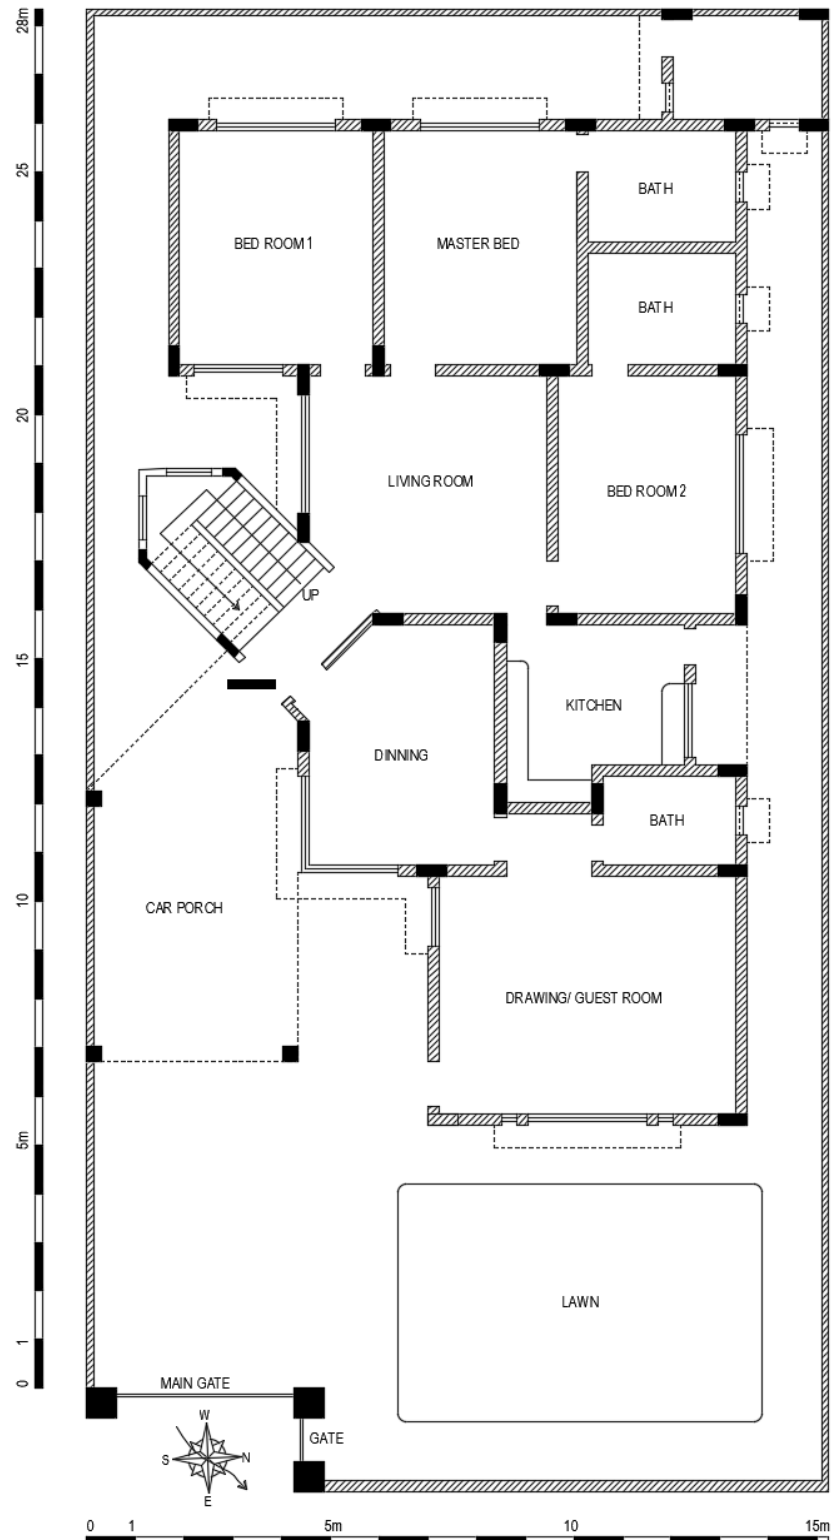 28m
BATH
25
BED ROOM 1
MASTER BED
BATH
20
LIVING ROOM
BED ROOM 2
UP
15
KITCHEN
DINNING
BATH
10
CAR PORCH
DRAWING/ GUEST ROOM
5m
LAWN
1
0
MAIN GATE
W
GATE
S
N
E
0 1 5m 10 15m